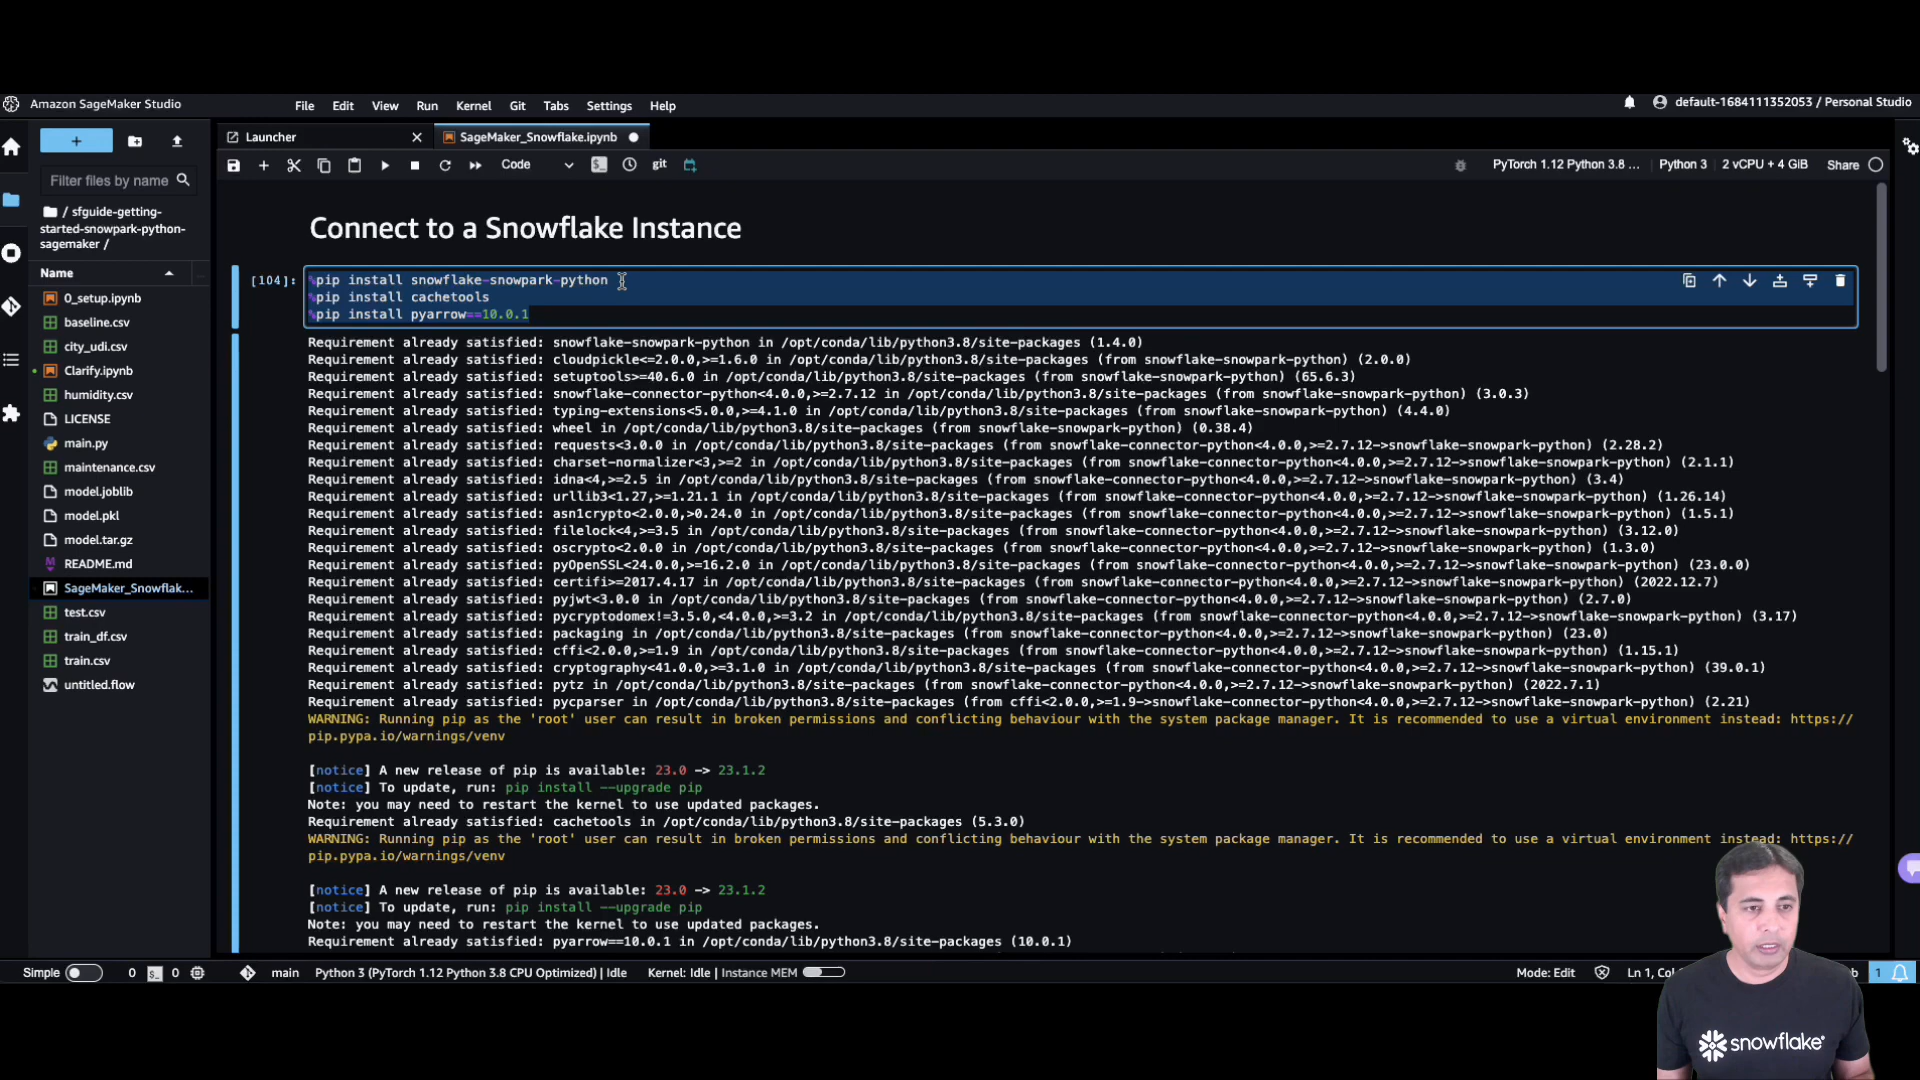 Amazon SageMaker Studio
File Edit View Run Kernel Git Tabs Settings Help
default-1684111352053 / Personal Studio
Launcher
SageMaker_Snowflake.ipynb
Code
git
PyTorch 1.12 Python 3.8 ...
Python 3
2 vCPU + 4 GiB
Share
Filter files by name
/ sfguide-getting-
started-snowpark-python-
sagemaker /
Name
0_setup.ipynb
baseline.csv
city_udi.csv
Clarify.ipynb
humidity.csv
LICENSE
main.py
maintenance.csv
model.joblib
model.pkl
model.tar.gz
README.md
SageMaker_Snowflak...
test.csv
train_df.csv
train.csv
untitled.flow
Connect to a Snowflake Instance
[104]:
%pip install snowflake-snowpark-python
%pip install cachetools
%pip install pyarrow==10.0.1
Requirement already satisfied: snowflake-snowpark-python in /opt/conda/lib/python3.8/site-packages (1.4.0)
Requirement already satisfied: cloudpickle<=2.0.0,>=1.6.0 in /opt/conda/lib/python3.8/site-packages (from snowflake-snowpark-python) (2.0.0)
Requirement already satisfied: setuptools>=40.6.0 in /opt/conda/lib/python3.8/site-packages (from snowflake-snowpark-python) (65.6.3)
Requirement already satisfied: snowflake-connector-python<4.0.0,>=2.7.12 in /opt/conda/lib/python3.8/site-packages (from snowflake-snowpark-python) (3.0.3)
Requirement already satisfied: typing-extensions<5.0.0,>=4.1.0 in /opt/conda/lib/python3.8/site-packages (from snowflake-snowpark-python) (4.4.0)
Requirement already satisfied: wheel in /opt/conda/lib/python3.8/site-packages (from snowflake-snowpark-python) (0.38.4)
Requirement already satisfied: requests<3.0.0 in /opt/conda/lib/python3.8/site-packages (from snowflake-connector-python<4.0.0,>=2.7.12->snowflake-snowpark-python) (2.28.2)
Requirement already satisfied: charset-normalizer<3,>=2 in /opt/conda/lib/python3.8/site-packages (from snowflake-connector-python<4.0.0,>=2.7.12->snowflake-snowpark-python) (2.1.1)
Requirement already satisfied: idna<4,>=2.5 in /opt/conda/lib/python3.8/site-packages (from snowflake-connector-python<4.0.0,>=2.7.12->snowflake-snowpark-python) (3.4)
Requirement already satisfied: urllib3<1.27,>=1.21.1 in /opt/conda/lib/python3.8/site-packages (from snowflake-connector-python<4.0.0,>=2.7.12->snowflake-snowpark-python) (1.26.14)
Requirement already satisfied: asn1crypto<2.0.0,>0.24.0 in /opt/conda/lib/python3.8/site-packages (from snowflake-connector-python<4.0.0,>=2.7.12->snowflake-snowpark-python) (1.5.1)
Requirement already satisfied: filelock<4,>=3.5 in /opt/conda/lib/python3.8/site-packages (from snowflake-connector-python<4.0.0,>=2.7.12->snowflake-snowpark-python) (3.12.0)
Requirement already satisfied: oscrypto<2.0.0 in /opt/conda/lib/python3.8/site-packages (from snowflake-connector-python<4.0.0,>=2.7.12->snowflake-snowpark-python) (1.3.0)
Requirement already satisfied: pyOpenSSL<24.0.0,>=16.2.0 in /opt/conda/lib/python3.8/site-packages (from snowflake-connector-python<4.0.0,>=2.7.12->snowflake-snowpark-python) (23.0.0)
Requirement already satisfied: certifi>=2017.4.17 in /opt/conda/lib/python3.8/site-packages (from snowflake-connector-python<4.0.0,>=2.7.12->snowflake-snowpark-python) (2022.12.7)
Requirement already satisfied: pyjwt<3.0.0 in /opt/conda/lib/python3.8/site-packages (from snowflake-connector-python<4.0.0,>=2.7.12->snowflake-snowpark-python) (2.7.0)
Requirement already satisfied: pycryptodomex!=3.5.0,<4.0.0,>=3.2 in /opt/conda/lib/python3.8/site-packages (from snowflake-connector-python<4.0.0,>=2.7.12->snowflake-snowpark-python) (3.17)
Requirement already satisfied: packaging in /opt/conda/lib/python3.8/site-packages (from snowflake-connector-python<4.0.0,>=2.7.12->snowflake-snowpark-python) (23.0)
Requirement already satisfied: cffi<2.0.0,>=1.9 in /opt/conda/lib/python3.8/site-packages (from snowflake-connector-python<4.0.0,>=2.7.12->snowflake-snowpark-python) (1.15.1)
Requirement already satisfied: cryptography<41.0.0,>=3.1.0 in /opt/conda/lib/python3.8/site-packages (from snowflake-connector-python<4.0.0,>=2.7.12->snowflake-snowpark-python) (39.0.1)
Requirement already satisfied: pytz in /opt/conda/lib/python3.8/site-packages (from snowflake-connector-python<4.0.0,>=2.7.12->snowflake-snowpark-python) (2022.7.1)
Requirement already satisfied: pycparser in /opt/conda/lib/python3.8/site-packages (from cffi<2.0.0,>=1.9->snowflake-connector-python<4.0.0,>=2.7.12->snowflake-snowpark-python) (2.21)
WARNING: Running pip as the 'root' user can result in broken permissions and conflicting behaviour with the system package manager. It is recommended to use a virtual environment instead: https://
pip.pypa.io/warnings/venv
[notice] A new release of pip is available: 23.0 -> 23.1.2
[notice] To update, run: pip install --upgrade pip
Note: you may need to restart the kernel to use updated packages.
Requirement already satisfied: cachetools in /opt/conda/lib/python3.8/site-packages (5.3.0)
WARNING: Running pip as the 'root' user can result in broken permissions and conflicting behaviour with the system package manager. It is recommended to use a virtual environment instead: https://
pip.pypa.io/warnings/venv
[notice] A new release of pip is available: 23.0 -> 23.1.2
[notice] To update, run: pip install --upgrade pip
Note: you may need to restart the kernel to use updated packages.
Requirement already satisfied: pyarrow==10.0.1 in /opt/conda/lib/python3.8/site-packages (10.0.1)
Simple 0 0 main Python 3 (PyTorch 1.12 Python 3.8 CPU Optimized) | Idle Kernel: Idle | Instance MEM Mode: Edit Ln 1, Col b 1
snowflake